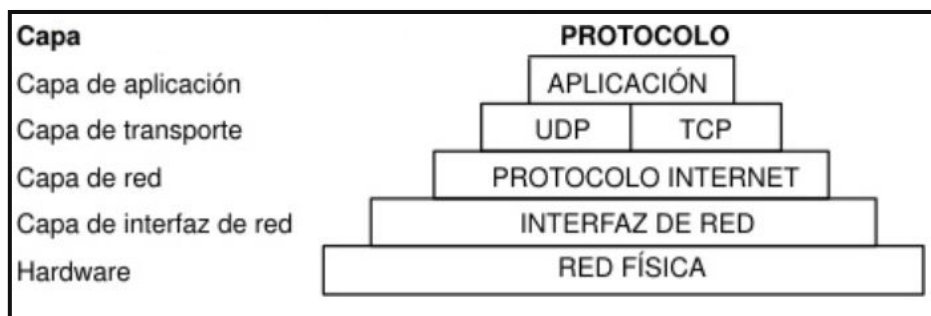 Capa PROTOCOLO
Capa de aplicación APLICACIÓN
Capa de transporte UDP TCP
Capa de red PROTOCOLO INTERNET
Capa de interfaz de red INTERFAZ DE RED
Hardware RED FÍSICA